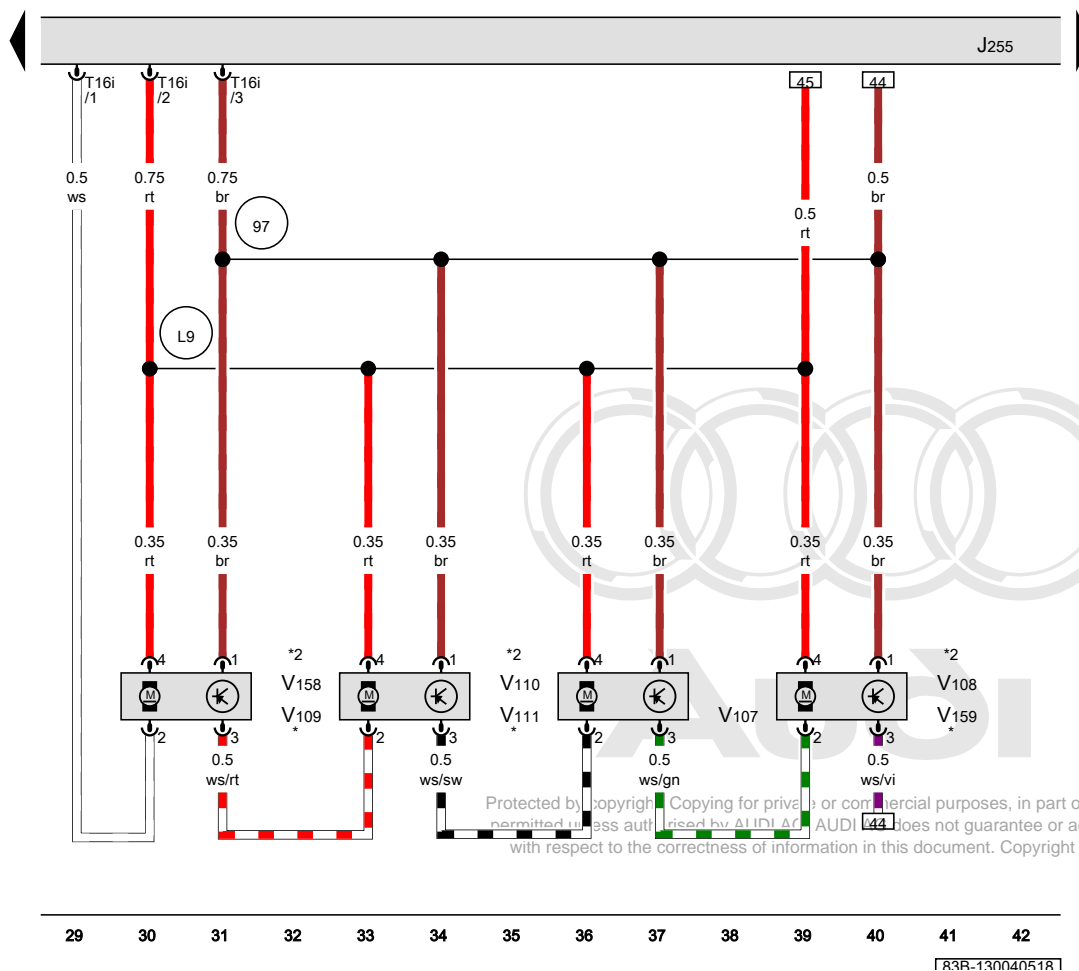 J255
T16i
/1
T16i
/2
T16i
/3
45
44
0.5
ws
0.75
rt
0.75
br
0.5
rt
0.5
br
97
L9
0.35
rt
0.35
br
0.35
rt
0.35
br
0.35
rt
0.35
br
0.35
rt
0.35
br
4
1
*2
4
1
*2
4
1
4
1
*2
M
V158
M
V110
M
M
V108
V109
V111
V107
V159
*
*
*
2
3
2
3
2
3
2
3
0.5
ws/rt
0.5
ws/sw
0.5
ws/gn
0.5
ws/vi
44
Audi
Protected by copyright. Copying for private or commercial purposes, in part o
permitted unless authorised by AUDI AG. AUDI AG does not guarantee or a
with respect to the correctness of information in this document. Copyright
29 30 31 32 33 34 35 36 37 38 39 40 41 42
83B-130040518